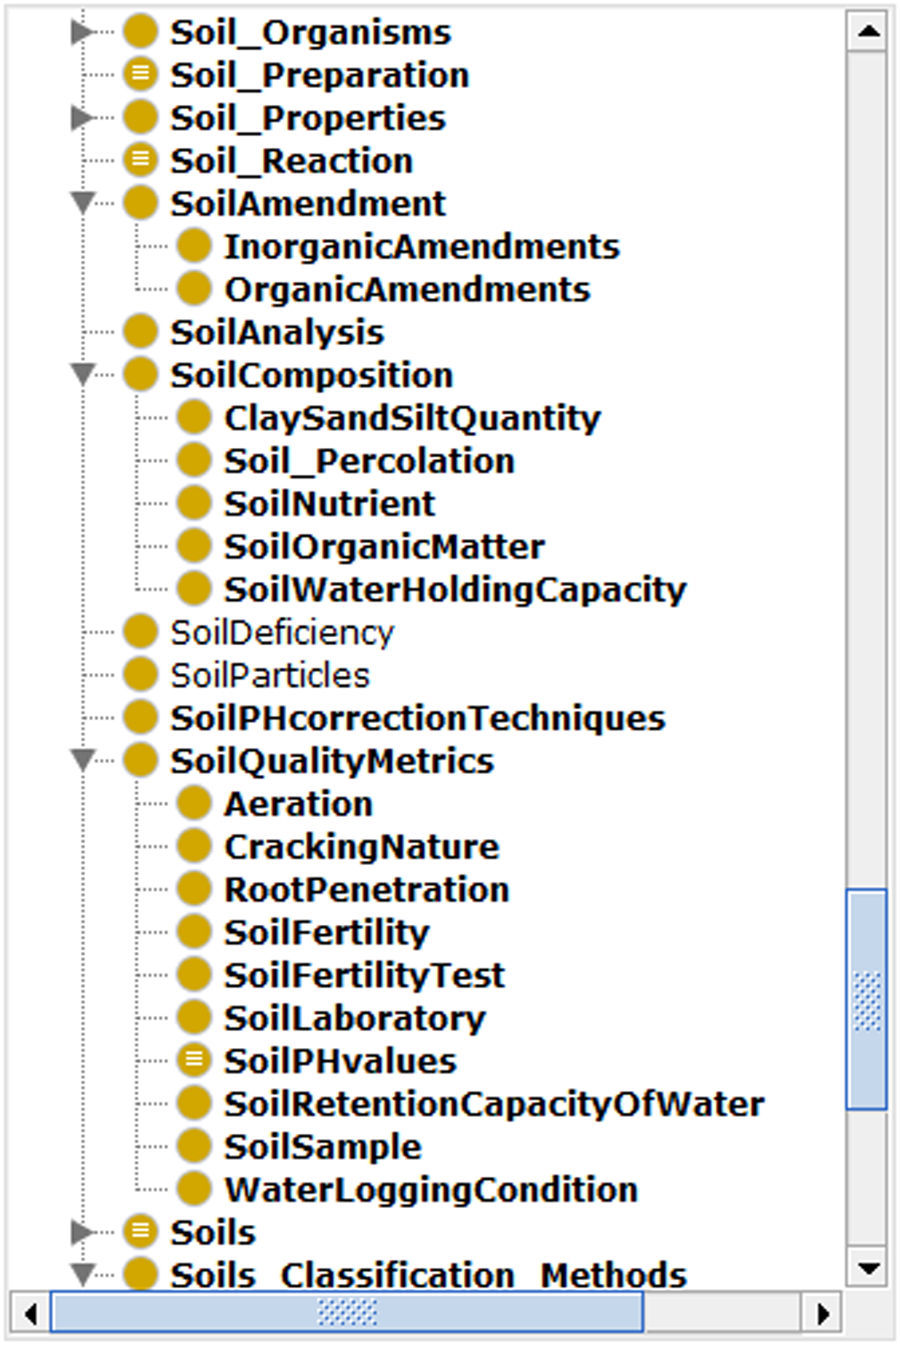 Soil_Organisms
Soil_Preparation
Soil_Properties
Soil_Reaction
SoilAmendment
InorganicAmendments
OrganicAmendments
SoilAnalysis
SoilComposition
ClaySandSiltQuantity
Soil_Percolation
SoilNutrient
SoilOrganicMatter
SoilWaterHoldingCapacity
SoilDeficiency
SoilParticles
SoilPHcorrectionTechniques
SoilQualityMetrics
Aeration
CrackingNature
RootPenetration
SoilFertility
SoilFertilityTest
SoilLaboratory
SoilPHvalues
SoilRetentionCapacityOfWater
SoilSample
WaterLoggingCondition
Soils
Soils_Classification_Methods